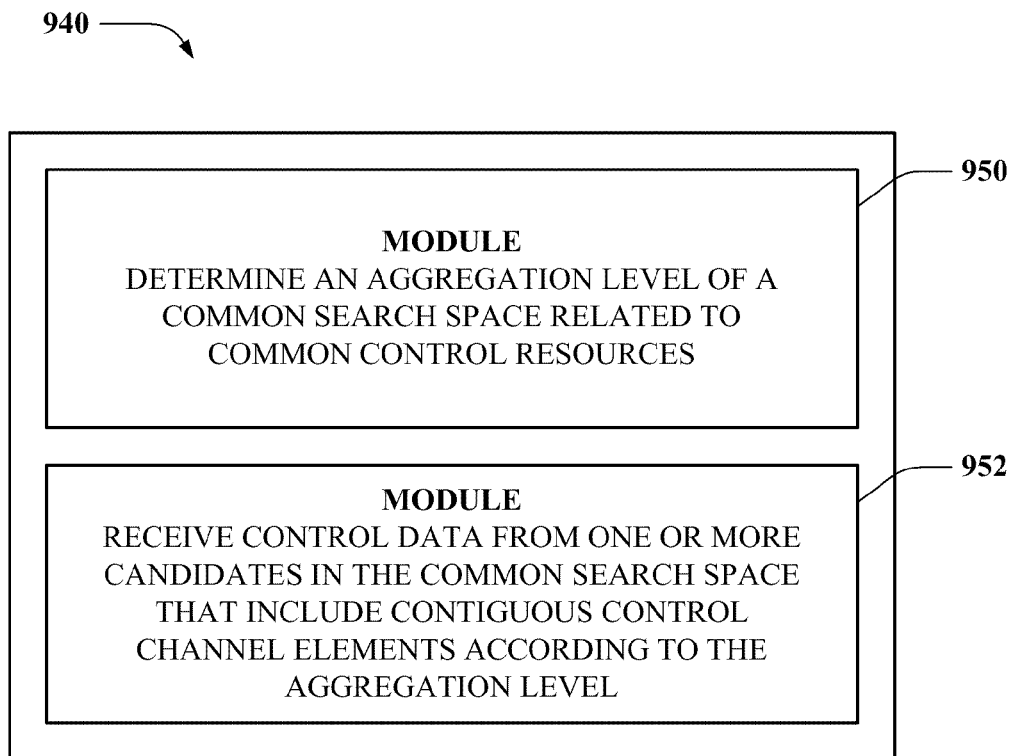 940
950
MODULE
DETERMINE AN AGGREGATION LEVEL OF A
COMMON SEARCH SPACE RELATED TO
COMMON CONTROL RESOURCES
952
MODULE
RECEIVE CONTROL DATA FROM ONE OR MORE
CANDIDATES IN THE COMMON SEARCH SPACE
THAT INCLUDE CONTIGUOUS CONTROL
CHANNEL ELEMENTS ACCORDING TO THE
AGGREGATION LEVEL